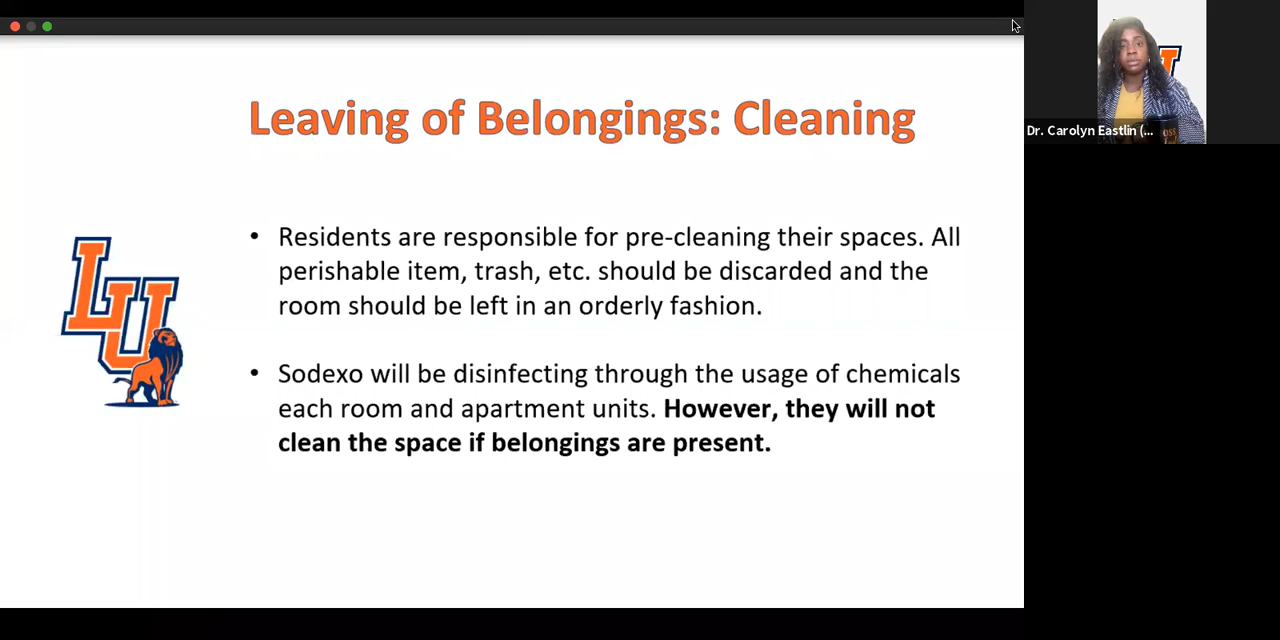 Leaving of Belongings: Cleaning
• Residents are responsible for pre-cleaning their spaces. All
perishable item, trash, etc. should be discarded and the
room should be left in an orderly fashion.
• Sodexo will be disinfecting through the usage of chemicals
each room and apartment units. However, they will not
clean the space if belongings are present.
LU
Dr. Carolyn Eastlin (...